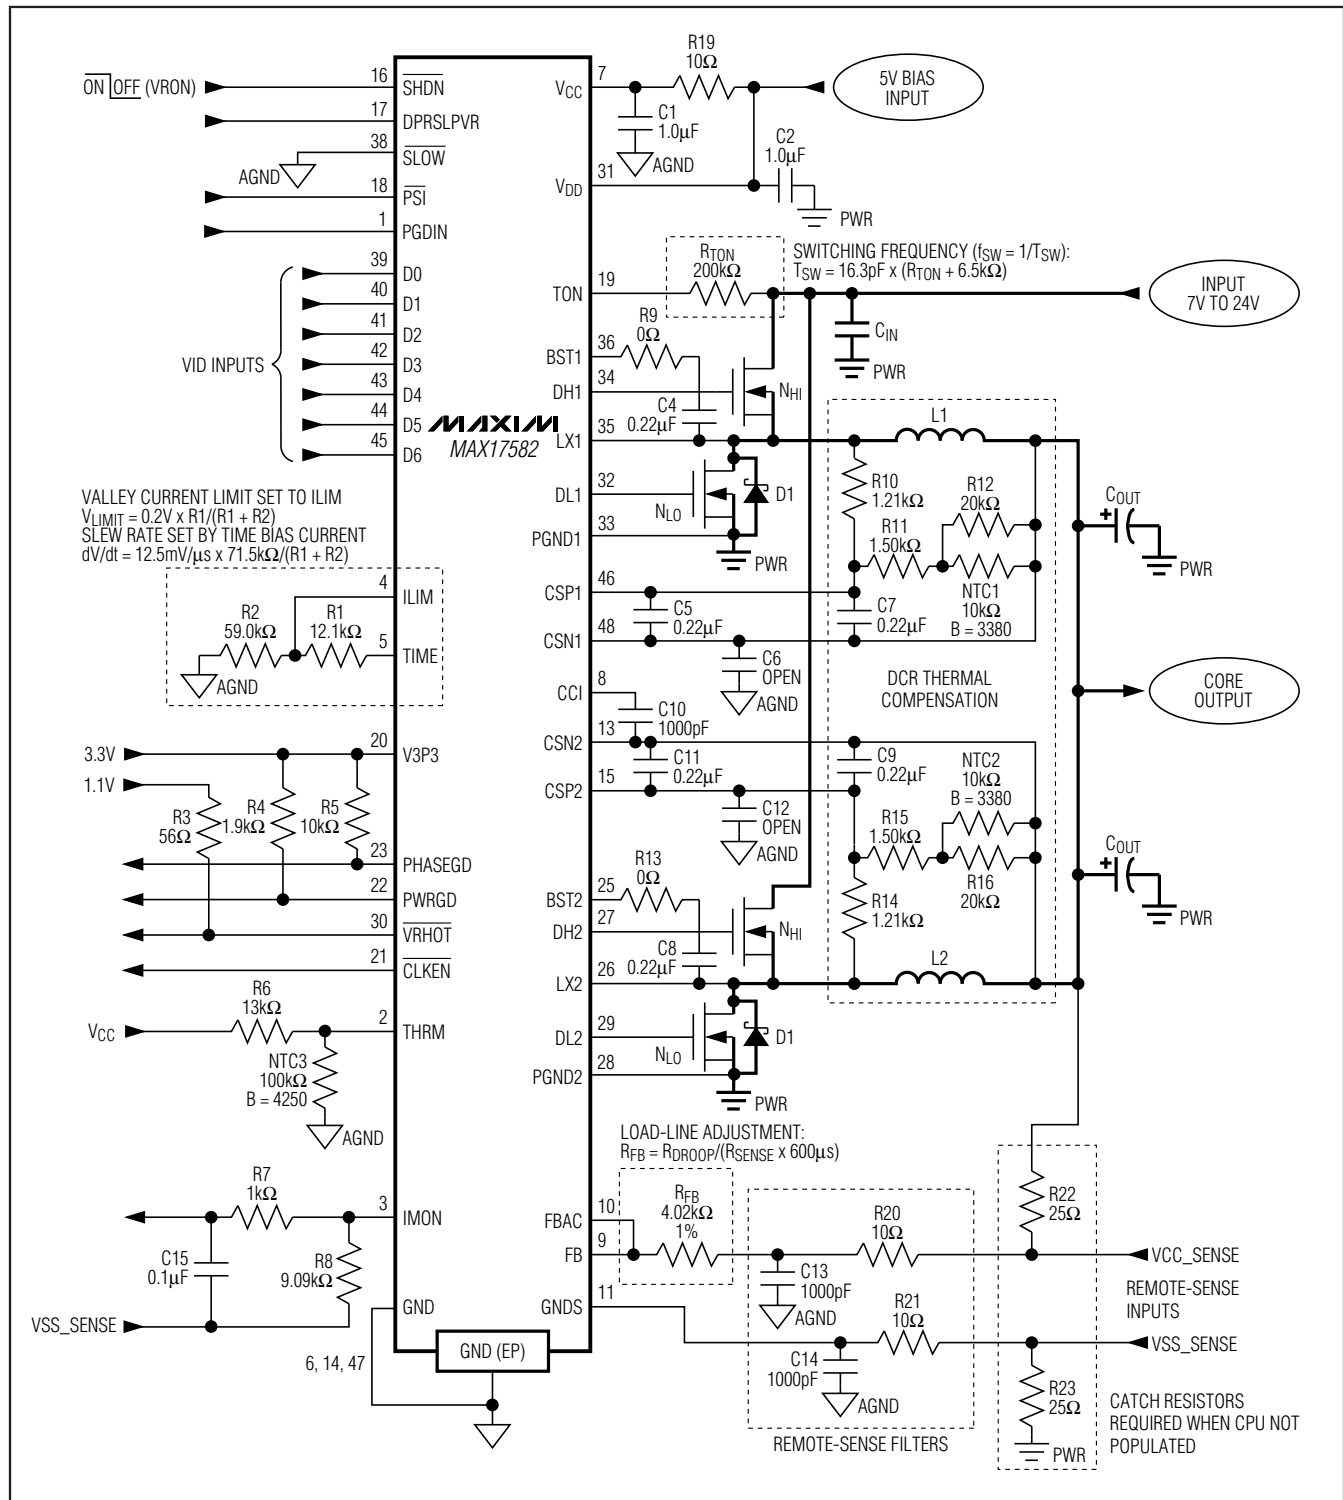 ON OFF (VRON)
16
SHDN
17
DPRSLPVR
38
SLOW
AGND
18
PSI
1
PGDIN
39
D0
40
D1
41
D2
42
D3
43
D4
44
D5
45
D6
VID INPUTS
MAXIM
MAX17582
VALLEY CURRENT LIMIT SET TO ILIM
VLIMIT = 0.2V x R1/(R1 + R2)
SLEW RATE SET BY TIME BIAS CURRENT
dV/dt = 12.5mV/μs x 71.5kΩ/(R1 + R2)
4
ILIM
R2
59.0kΩ
R1
12.1kΩ
5
TIME
AGND
3.3V
20
V3P3
1.1V
R3
56Ω
R4
1.9kΩ
R5
10kΩ
23
PHASEGD
22
PWRGD
30
VRHOT
21
CLKEN
R6
13kΩ
VCC
2
THRM
NTC3
100kΩ
B = 4250
AGND
R7
1kΩ
3
IMON
C15
0.1μF
R8
9.09kΩ
VSS_SENSE
GND
6, 14, 47
GND (EP)
R19
10Ω
7
VCC
5V BIAS
INPUT
C1
1.0μF
AGND
C2
1.0μF
31
VDD
PWR
RTON
200kΩ
SWITCHING FREQUENCY (fSW = 1/TSW):
TSW = 16.3pF x (RTON + 6.5kΩ)
19
TON
INPUT
7V TO 24V
CIN
PWR
R9
0Ω
36
BST1
34
DH1
NHI
C4
0.22μF
35
LX1
L1
32
DL1
NLO
D1
33
PGND1
PWR
R10
1.21kΩ
R11
1.50kΩ
R12
20kΩ
NTC1
10kΩ
B = 3380
COUT
PWR
46
CSP1
C5
0.22μF
C7
0.22μF
48
CSN1
C6
OPEN
AGND
DCR THERMAL
COMPENSATION
CORE
OUTPUT
8
CCI
C10
1000pF
13
CSN2
C11
0.22μF
C9
0.22μF
NTC2
10kΩ
B = 3380
15
CSP2
C12
OPEN
AGND
R15
1.50kΩ
R16
20kΩ
R14
1.21kΩ
COUT
PWR
R13
0Ω
25
BST2
27
DH2
NHI
C8
0.22μF
26
LX2
L2
29
DL2
NLO
D1
28
PGND2
PWR
LOAD-LINE ADJUSTMENT:
RFB = RDROOP/(RSENSE x 600μs)
10
FBAC
RFB
4.02kΩ
1%
9
FB
R20
10Ω
C13
1000pF
AGND
R22
25Ω
VCC_SENSE
REMOTE-SENSE
INPUTS
11
GNDS
R21
10Ω
VSS_SENSE
C14
1000pF
AGND
R23
25Ω
PWR
REMOTE-SENSE FILTERS
CATCH RESISTORS
REQUIRED WHEN CPU NOT
POPULATED